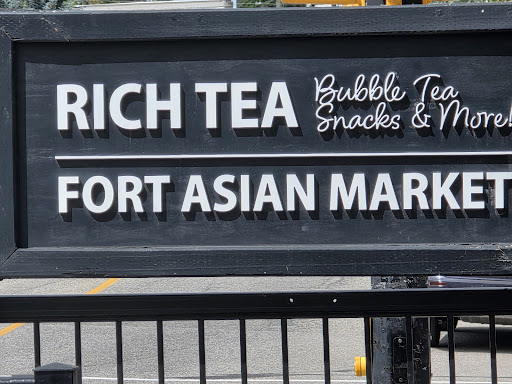 RICH TEA Bubble Tea
Snacks & More!
FORT ASIAN MARKET